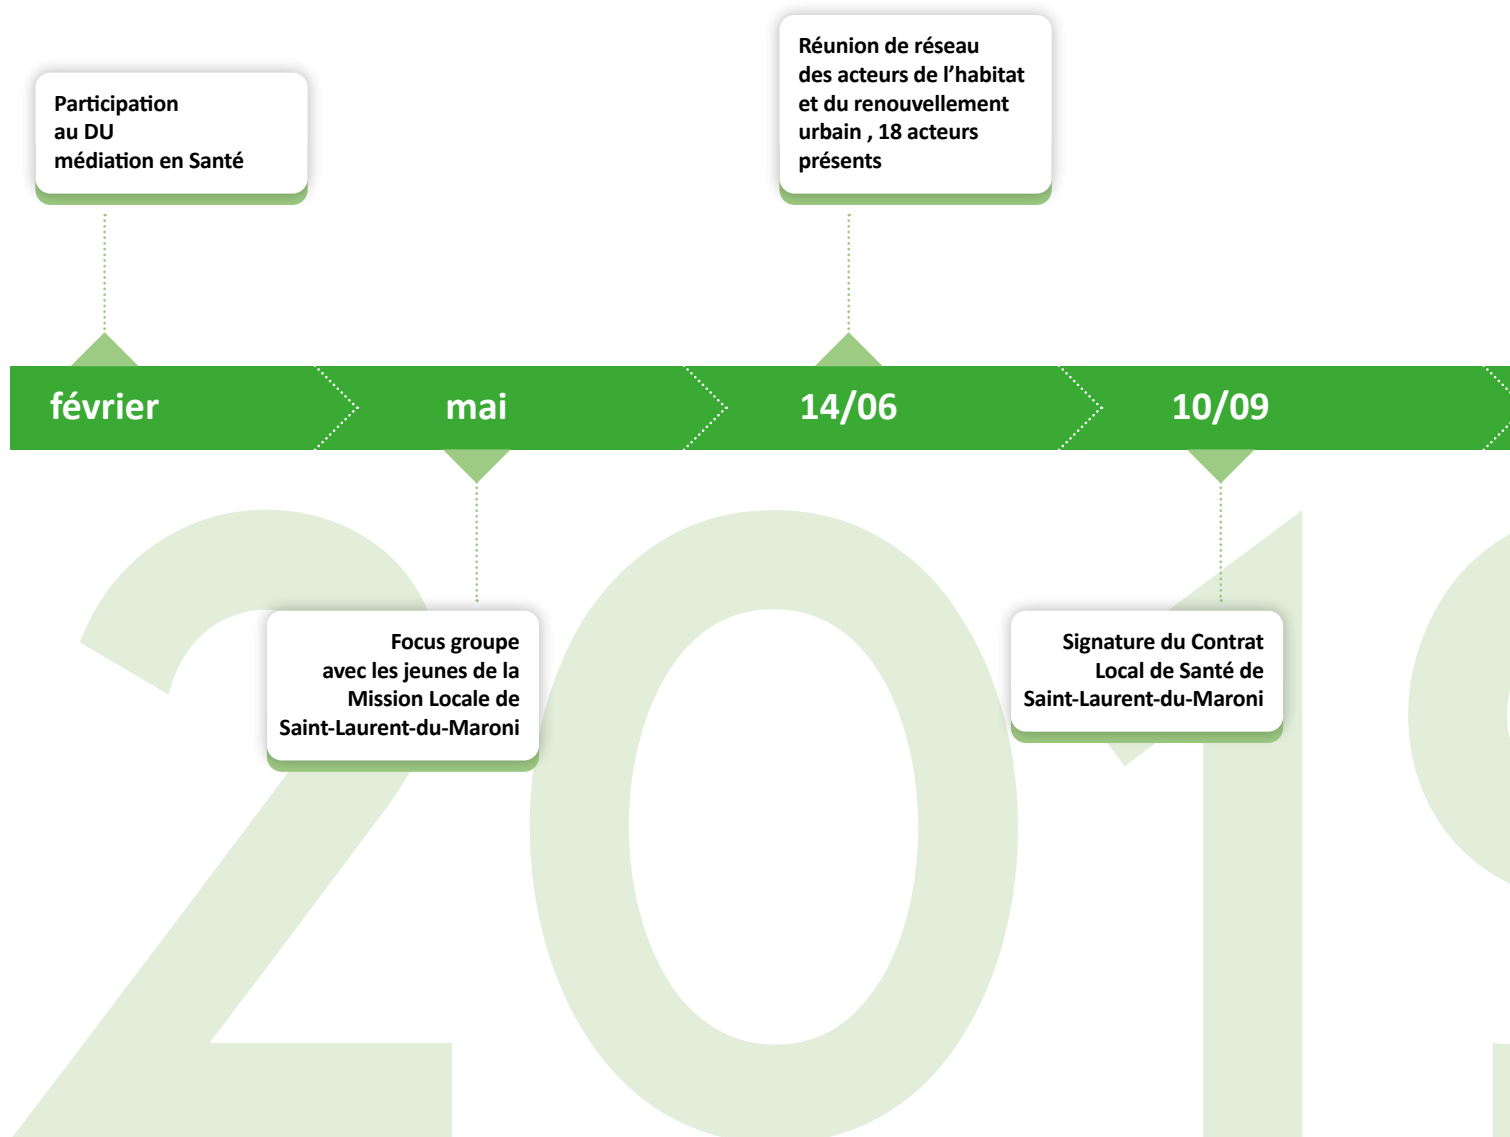 Participation
au DU
médiation en Santé
Réunion de réseau
des acteurs de l’habitat
et du renouvellement
urbain , 18 acteurs
présents
février
mai
14/06
10/09
Focus groupe
avec les jeunes de la
Mission Locale de
Saint-Laurent-du-Maroni
Signature du Contrat
Local de Santé de
Saint-Laurent-du-Maroni
201